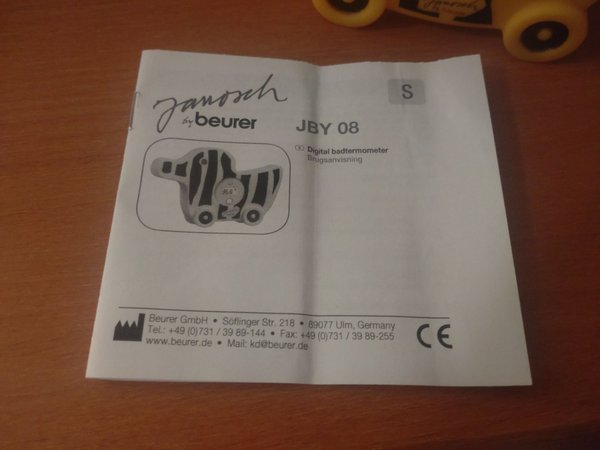 Janosch
by beurer
S
JBY 08
Digital badtermometer
Brugsanvisning
Beurer GmbH • Söflinger Str. 218 • 89077 Ulm, Germany
Tel.: +49 (0)731 / 39 89-144 • Fax: +49 (0)731 / 39 89-255
www.beurer.de • Mail: kd@beurer.de
CE